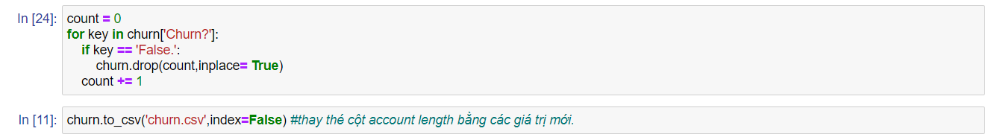 In [24]: count = 0
for key in churn['Churn?']:
if key == 'False.':
churn.drop(count,inplace= True)
count += 1
In [11]: churn.to_csv('churn.csv',index=False) #thay thé cột account length bằng các giá trị mới.